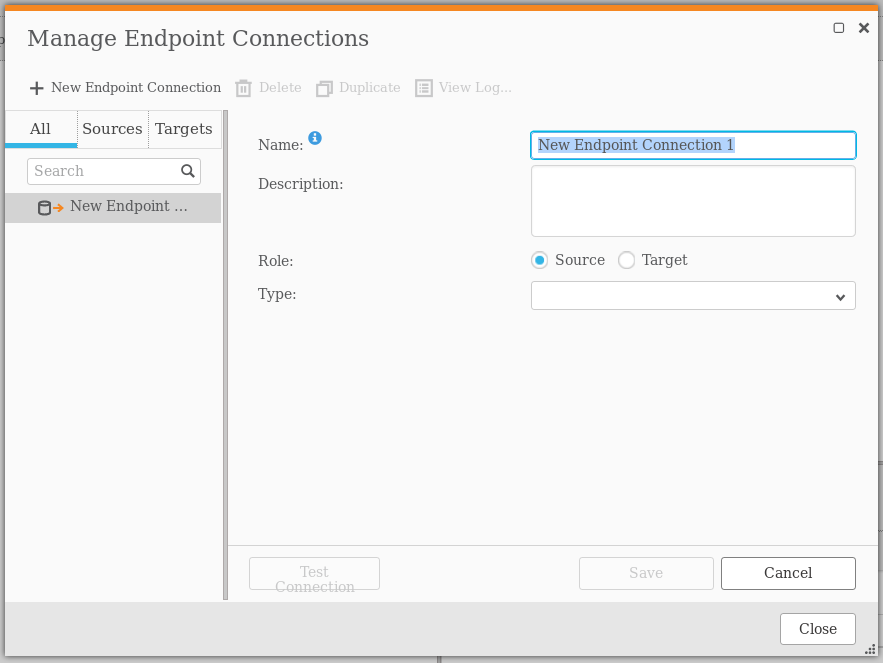 Manage Endpoint Connections
New Endpoint Connection Delete Duplicate View Log...
All Sources Targets
Search
New Endpoint ...
Name:
New Endpoint Connection 1
Description:
Role:
Source Target
Type:
Test
Connection
Save
Cancel
Close